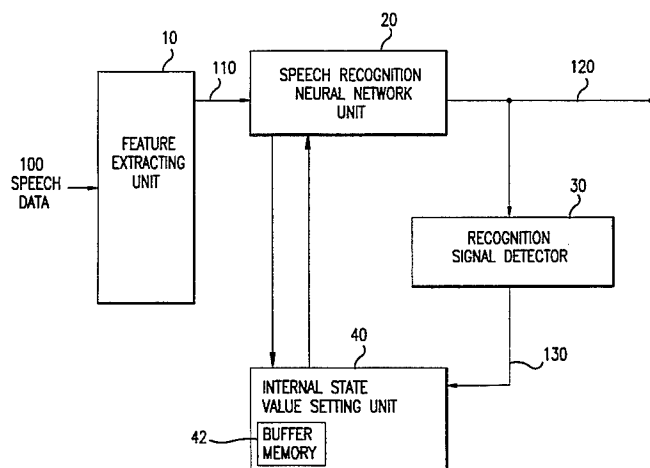 10
110
20
SPEECH RECOGNITION
NEURAL NETWORK
UNIT
120
100
SPEECH
DATA
FEATURE
EXTRACTING
UNIT
30
RECOGNITION
SIGNAL DETECTOR
40
130
INTERNAL STATE
VALUE SETTING UNIT
42
BUFFER
MEMORY